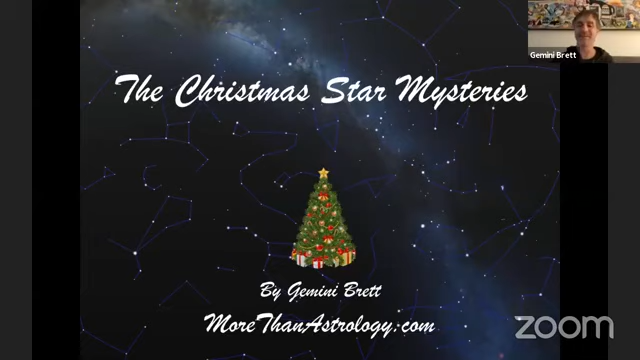 Gemini Brett
The Christmas Star Mysteries
By Gemini Brett
MoreThanAstrology.com
zoom